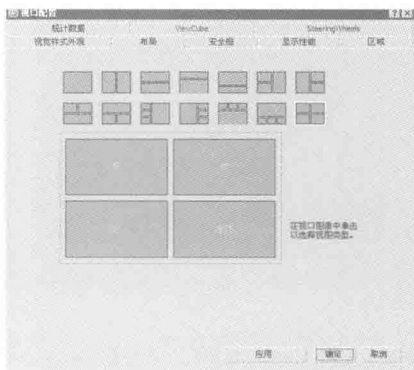 视口配置
统计数据 ViewCube SteeringWheels
视觉样式外观 布局 安全框 显示性能 区域
在视口图像中单击
以选择视图类型。
应用 确定 取消